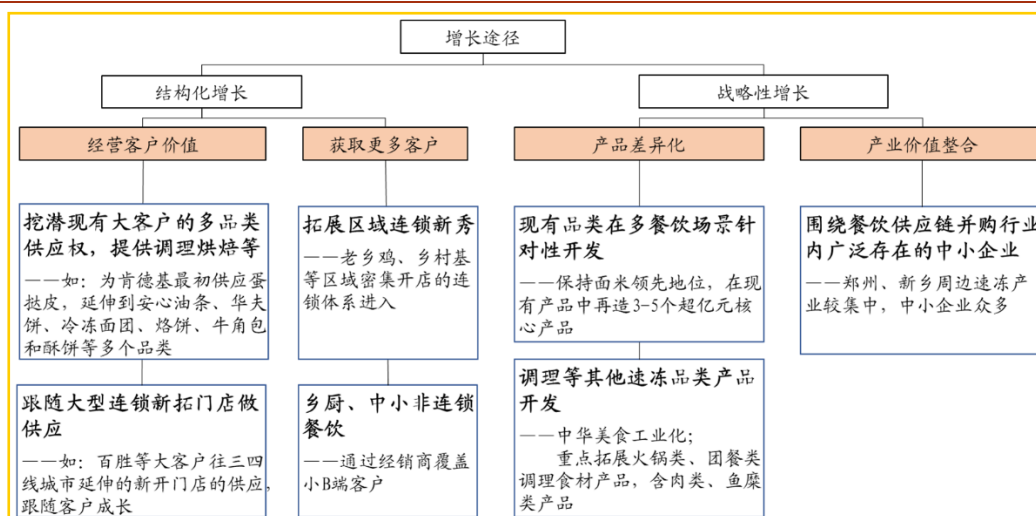 增长途径
结构化增长
战略性增长
经营客户价值
获取更多客户
产品差异化
产业价值整合
挖潜现有大客户的多品类
供应权，提供调理烘焙等
——如：为肯德基最初供应蛋
挞皮，延伸到安心油条、华夫
饼、冷冻面团、烙饼、牛角包
和酥饼等多个品类
跟随大型连锁新拓门店做
供应
——如：百胜等大客户往三四
线城市延伸的新开门店的供应，
跟随客户成长
拓展区域连锁新秀
——老乡鸡、乡村基
等区域密集开店的连
锁体系进入
乡厨、中小非连锁
餐饮
——通过经销商覆盖
小B端客户
现有品类在多餐饮场景针
对性开发
——保持面米领先地位，在现
有产品中再造3-5个超亿元核
心产品
调理等其他速冻品类产品
开发
——中华美食工业化；
重点拓展火锅类、团餐类
调理食材产品，含肉类、鱼糜
类产品
围绕餐饮供应链并购行业
内广泛存在的中小企业
——郑州、新乡周边速冻产
业较集中，中小企业众多